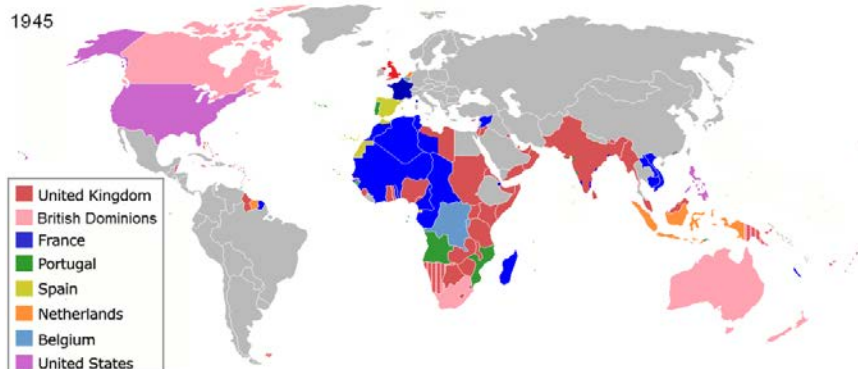 1945
United Kingdom
British Dominions
France
Portugal
Spain
Netherlands
Belgium
United States